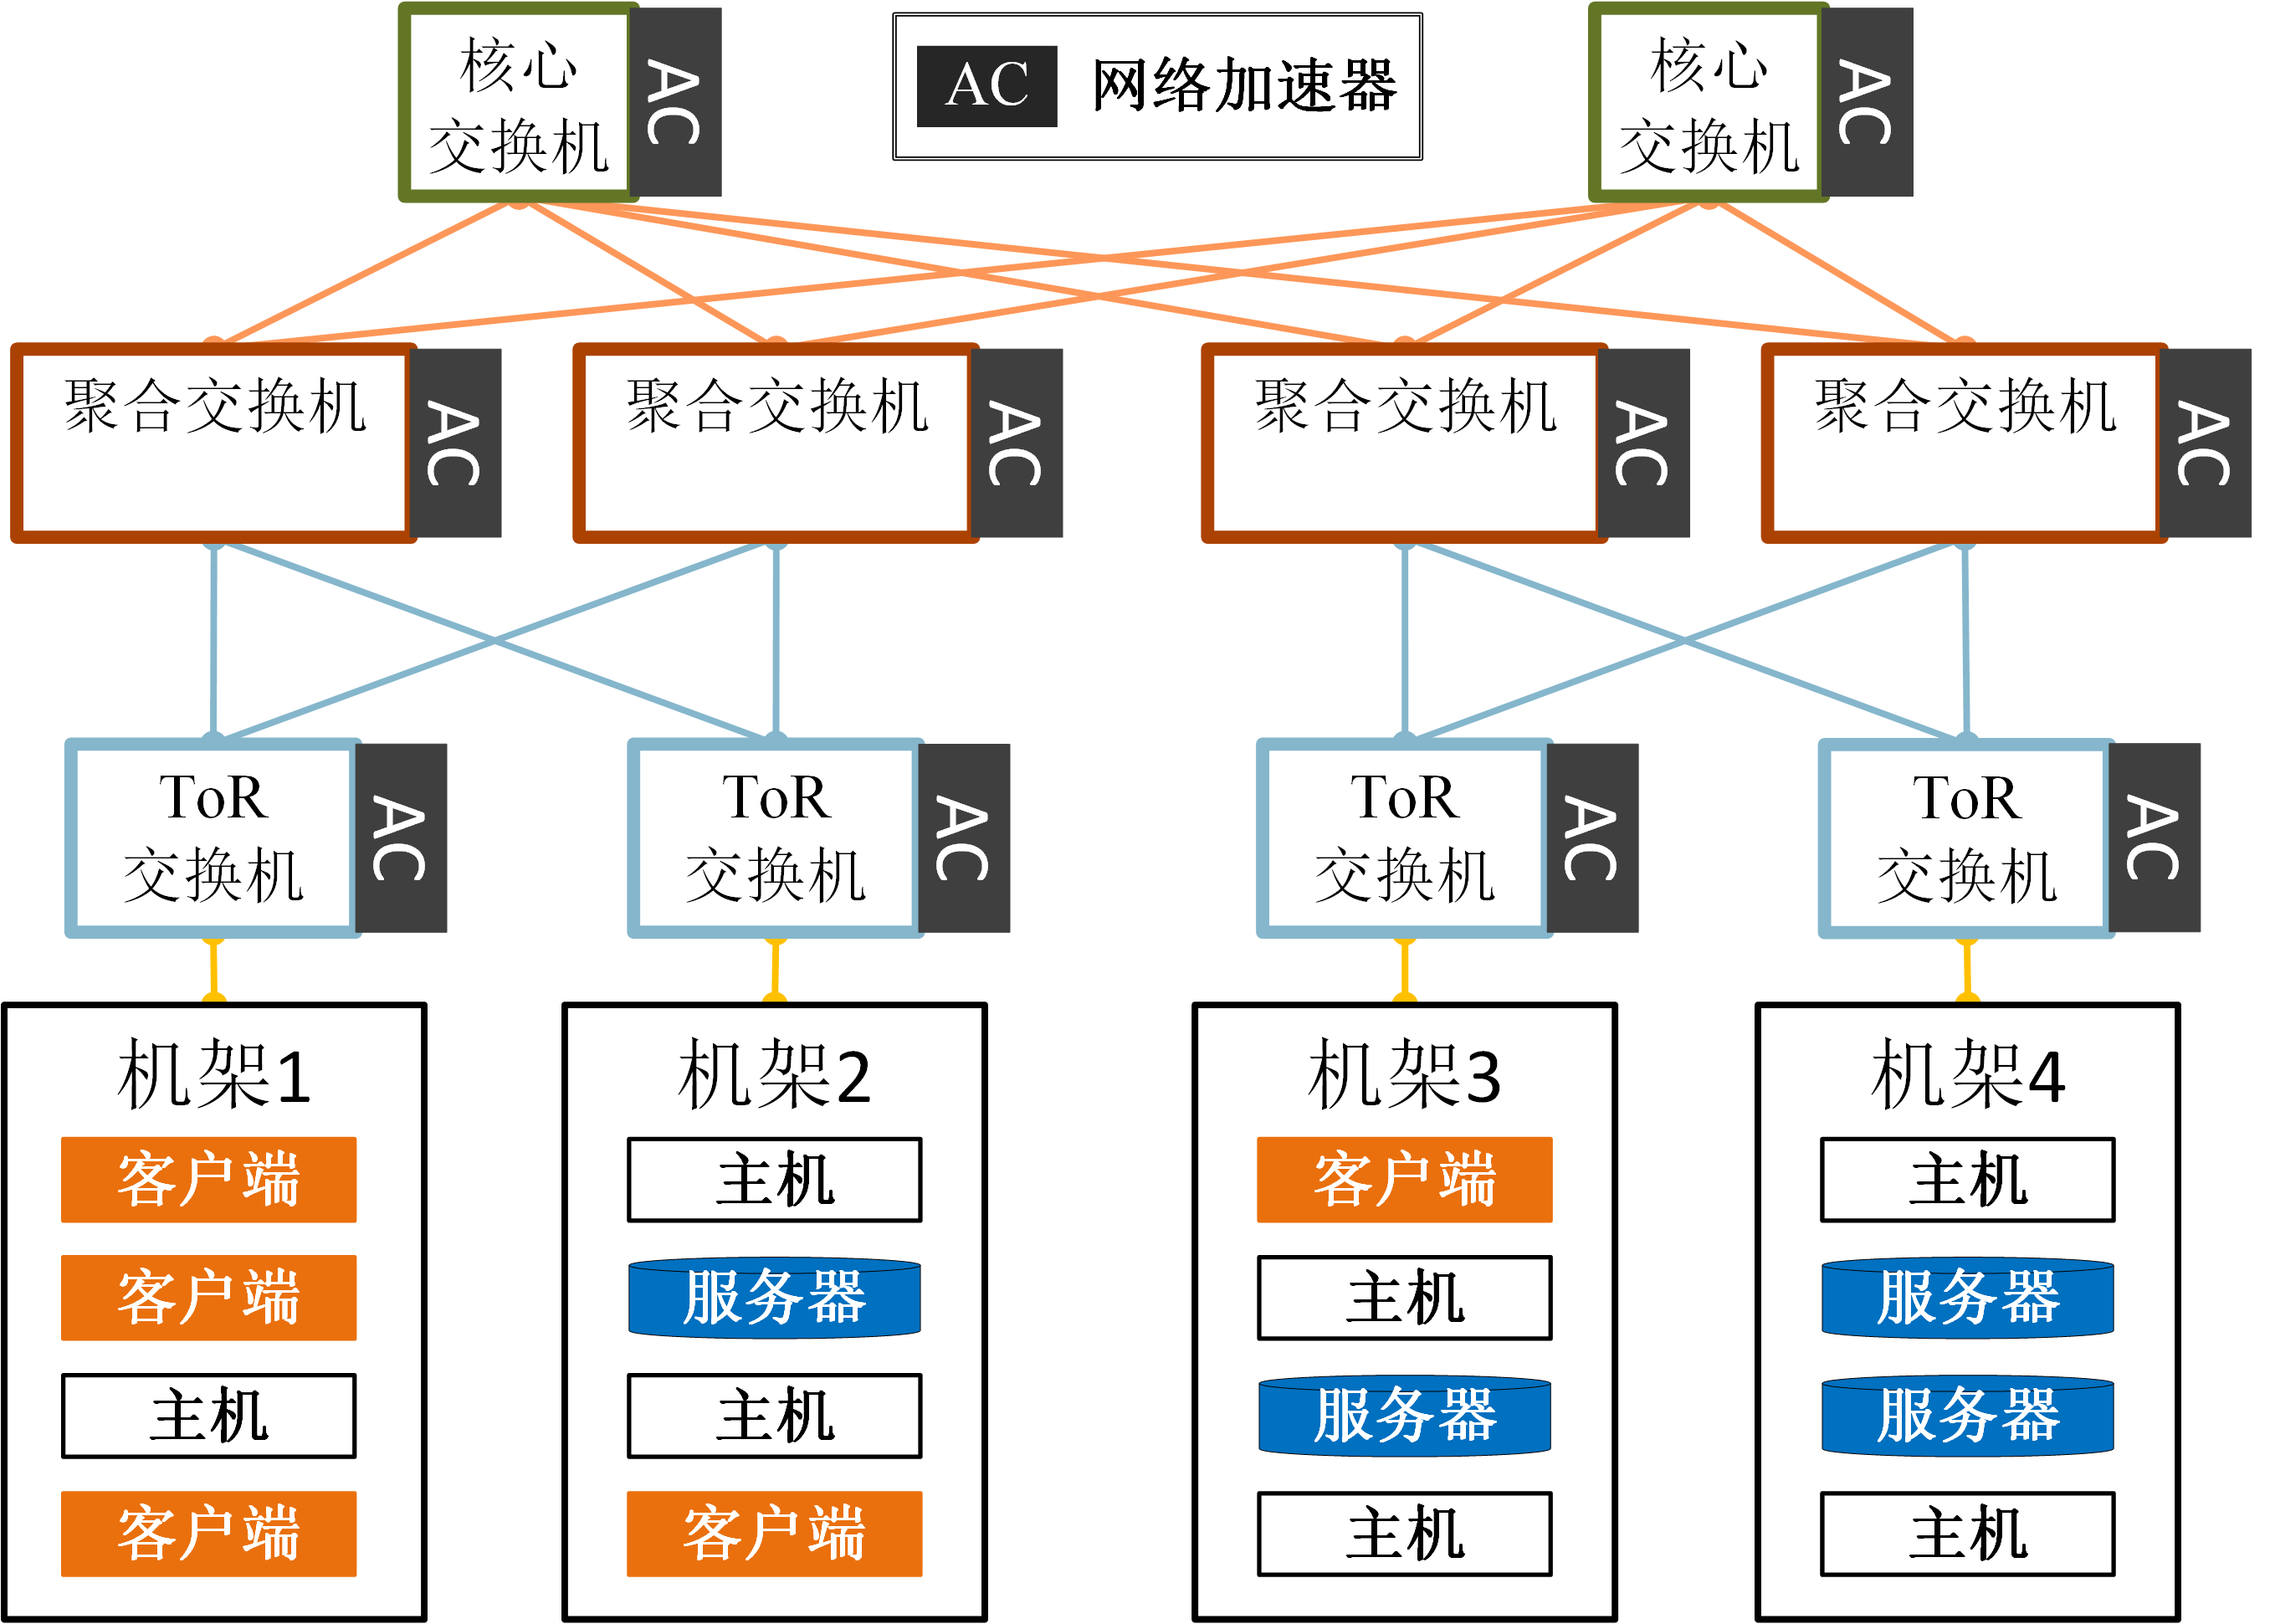 核心
交换机
AC
AC 网络加速器
核心
交换机
AC
聚合交换机
AC
聚合交换机
AC
聚合交换机
AC
聚合交换机
AC
ToR
交换机
AC
ToR
交换机
AC
ToR
交换机
AC
ToR
交换机
AC
机架1
客户端
客户端
主机
客户端
机架2
主机
服务器
主机
客户端
机架3
客户端
主机
服务器
主机
机架4
主机
服务器
服务器
主机